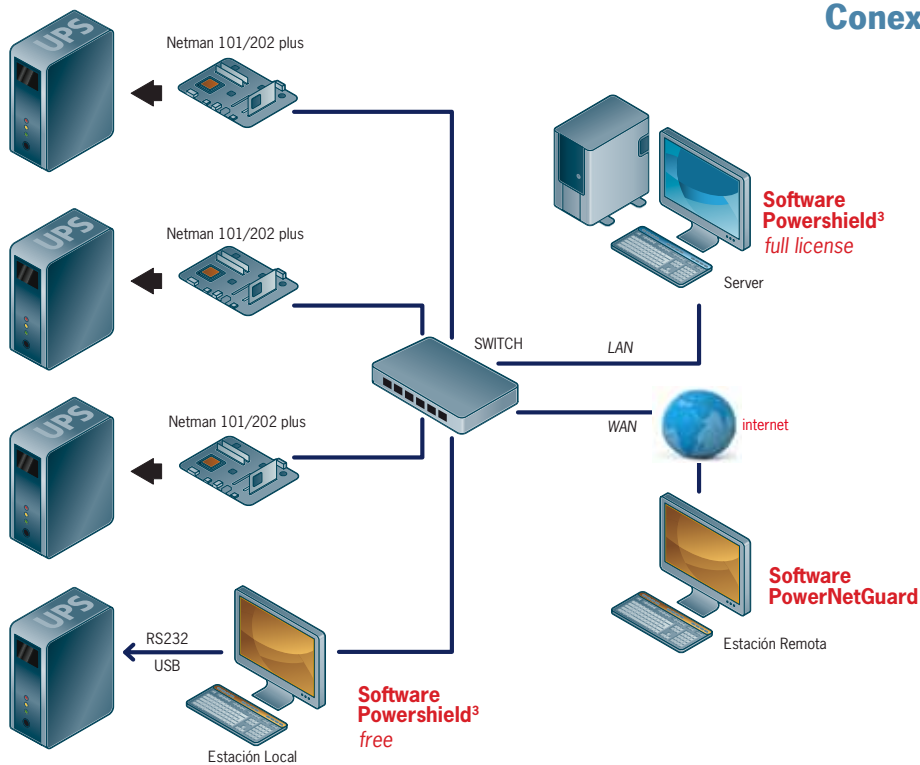 Conex
UPS
Netman 101/202 plus
Software
Powershield³
full license
Server
UPS
Netman 101/202 plus
SWITCH
LAN
WAN
internet
UPS
Netman 101/202 plus
Software
PowerNetGuard
Estación Remota
UPS
RS232
USB
Software
Powershield³
free
Estación Local